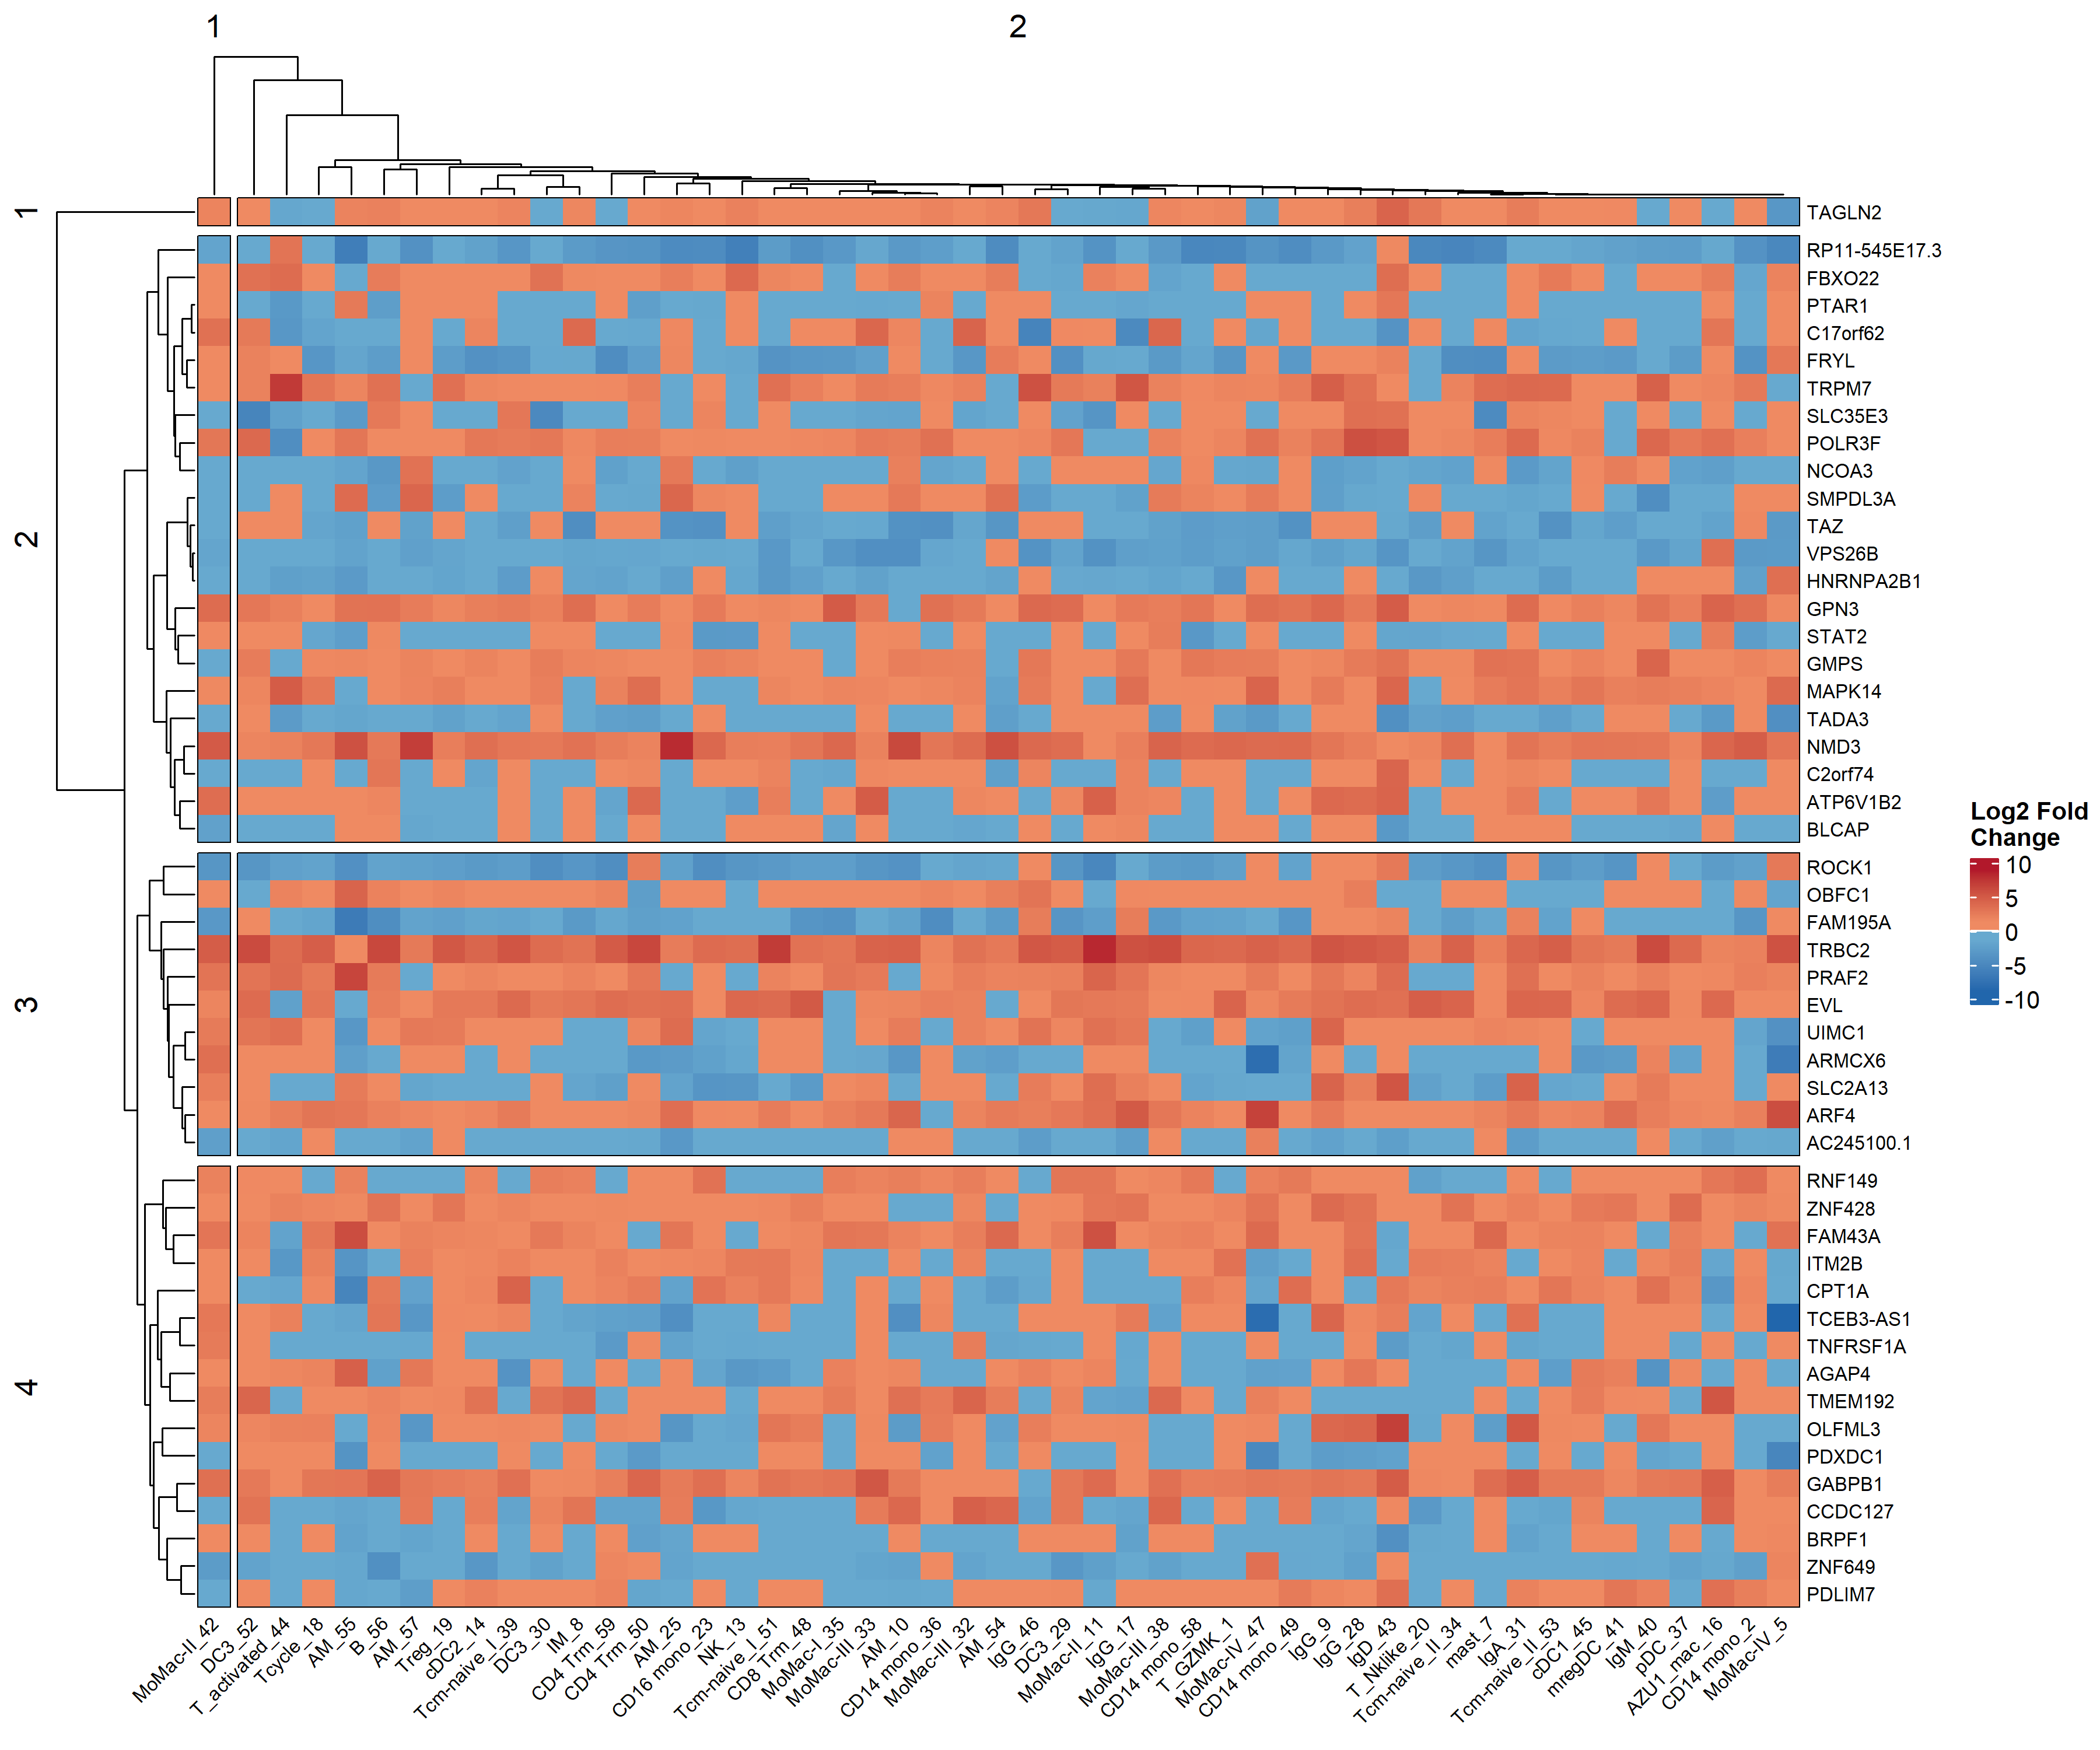 1 2
1
2
3
4
TAGLN2
RP11-545E17.3
FBXO22
PTAR1
C17orf62
FRYL
TRPM7
SLC35E3
POLR3F
NCOA3
SMPDL3A
TAZ
VPS26B
HNRNPA2B1
GPN3
STAT2
GMPS
MAPK14
TADA3
NMD3
C2orf74
ATP6V1B2
BLCAP
ROCK1
OBFC1
FAM195A
TRBC2
PRAF2
EVL
UIMC1
ARMCX6
SLC2A13
ARF4
AC245100.1
RNF149
ZNF428
FAM43A
ITM2B
CPT1A
TCEB3-AS1
TNFRSF1A
AGAP4
TMEM192
OLFML3
PDXDC1
GABPB1
CCDC127
BRPF1
ZNF649
PDLIM7
Log2 Fold
Change
10
5
0
-5
-10
MoMac-II_42
DC3_52
T_activated_44
Tcycle_18
AM_55
B_56
AM_57
Treg_19
cDC2_14
Tcm-naive_I_39
DC3_30
IM_8
CD4 Trm_59
CD4 Trm_50
AM_25
CD16 mono_23
NK_13
Tcm-naive_I_51
CD8 Trm_48
MoMac-I_35
MoMac-III_33
AM_10
CD14 mono_36
MoMac-III_32
AM_54
IgG_46
DC3_29
MoMac-II_11
IgG_17
MoMac-III_38
CD14 mono_58
T_GZMK_1
MoMac-IV_47
CD14 mono_49
IgG_9
IgG_28
IgD_43
T_Nklike_20
Tcm-naive_II_34
mast_7
IgA_31
Tcm-naive_II_53
cDC1_45
mregDC_41
IgM_40
pDC_37
AZU1_mac_16
CD14 mono_2
MoMac-IV_5